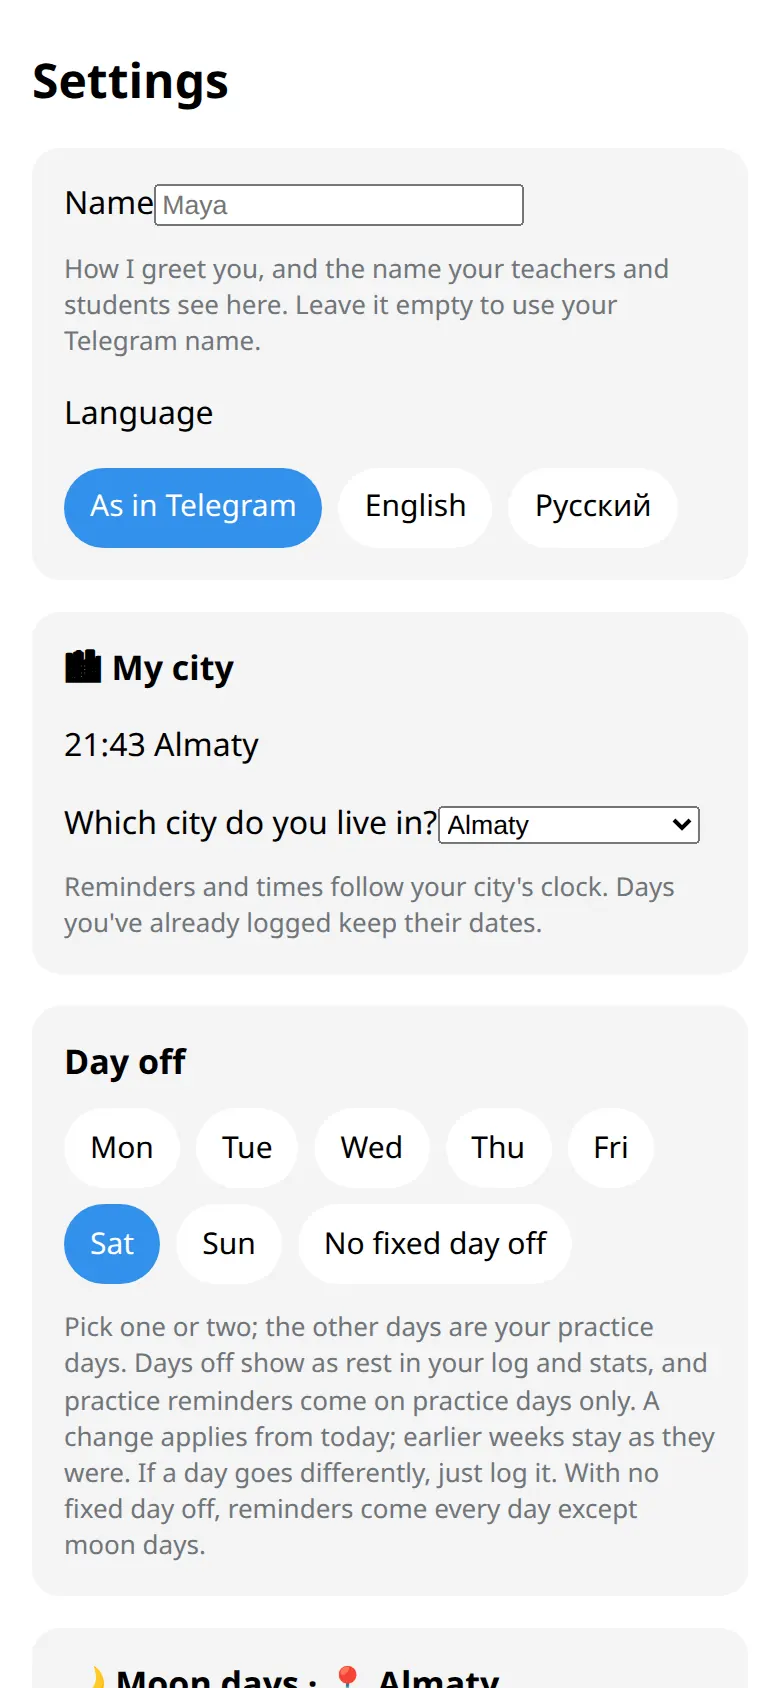 Settings
Name Maya
How I greet you, and the name your teachers and
students see here. Leave it empty to use your
Telegram name.
Language
As in Telegram English Русский
🏙 My city
21:43 Almaty
Which city do you live in? Almaty
Reminders and times follow your city's clock. Days
you've already logged keep their dates.
Day off
Mon Tue Wed Thu Fri
Sat Sun No fixed day off
Pick one or two; the other days are your practice
days. Days off show as rest in your log and stats, and
practice reminders come on practice days only. A
change applies from today; earlier weeks stay as they
were. If a day goes differently, just log it. With no
fixed day off, reminders come every day except
moon days.
🌙 Moon days · 📍 Almaty